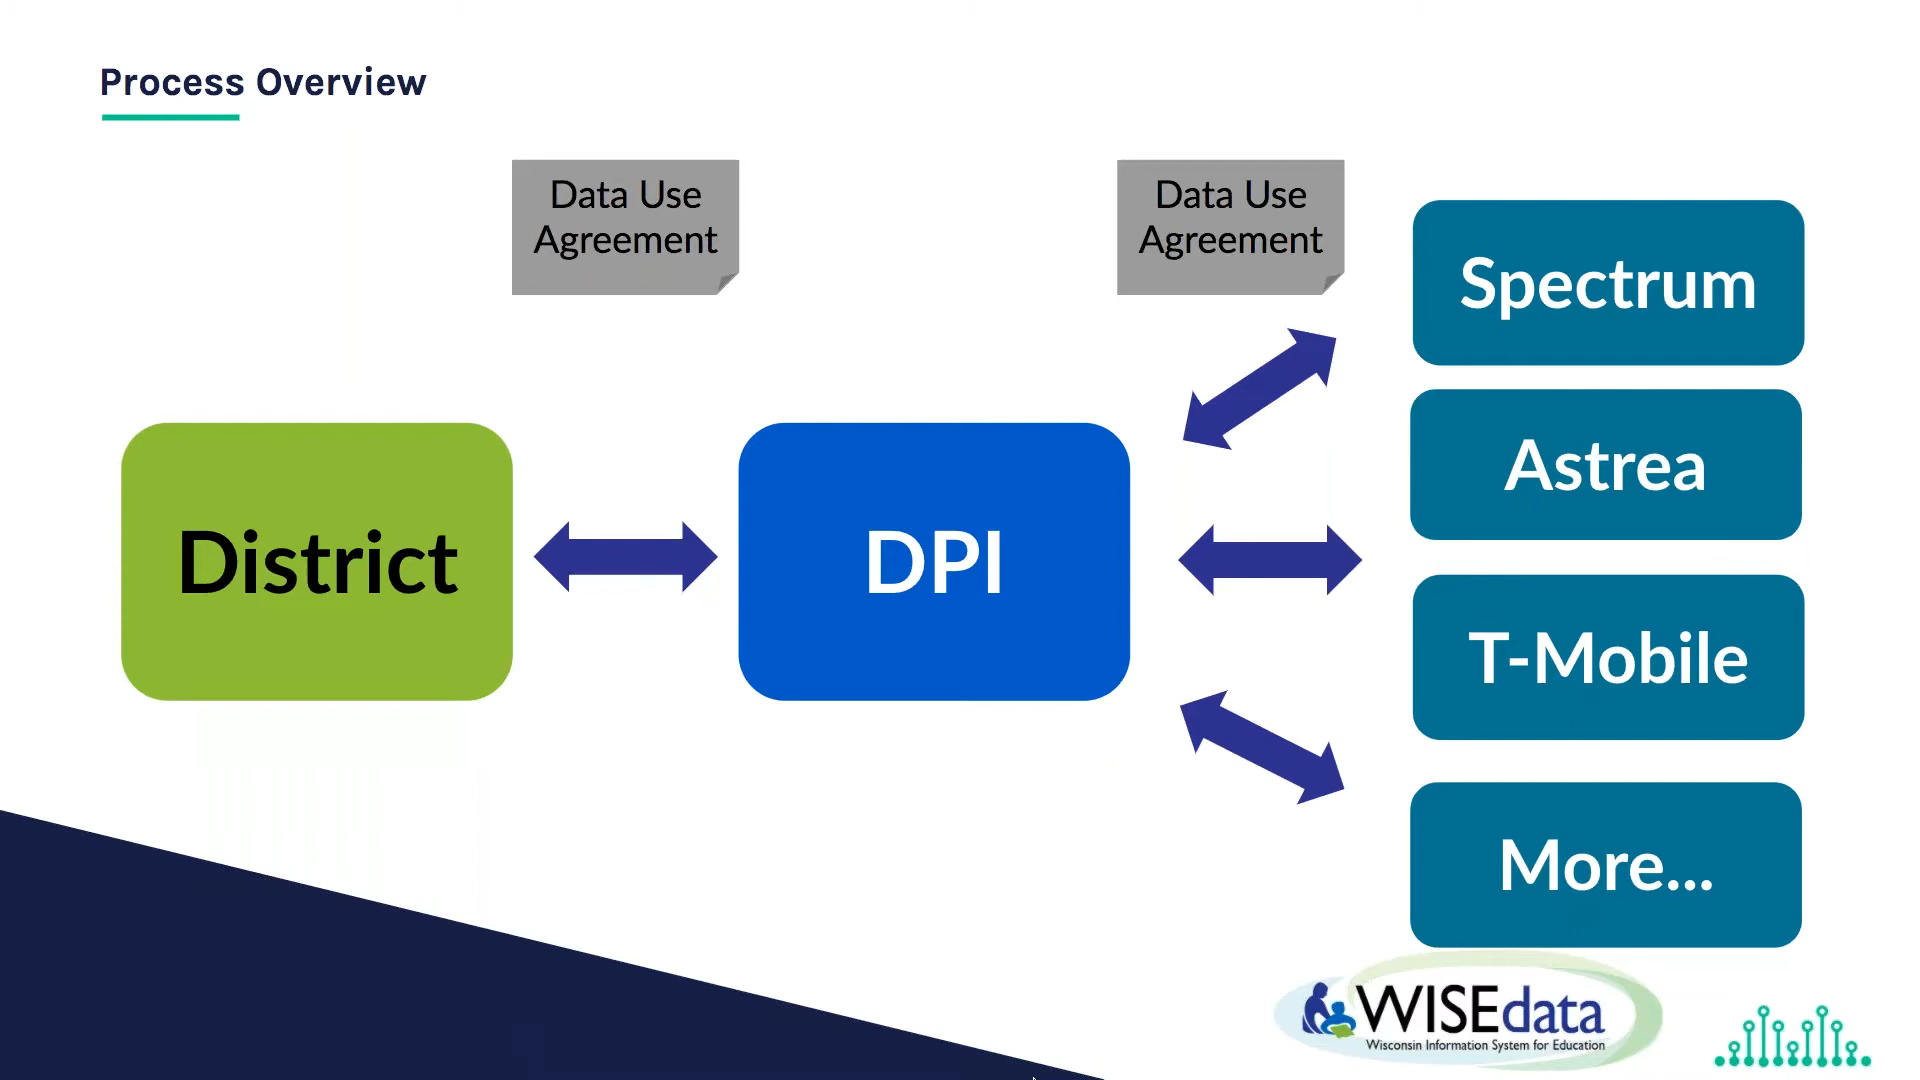 Process Overview
Data Use
Agreement
Data Use
Agreement
Spectrum
Astrea
District
DPI
T-Mobile
More...
WISEdata
Wisconsin Information System for Education